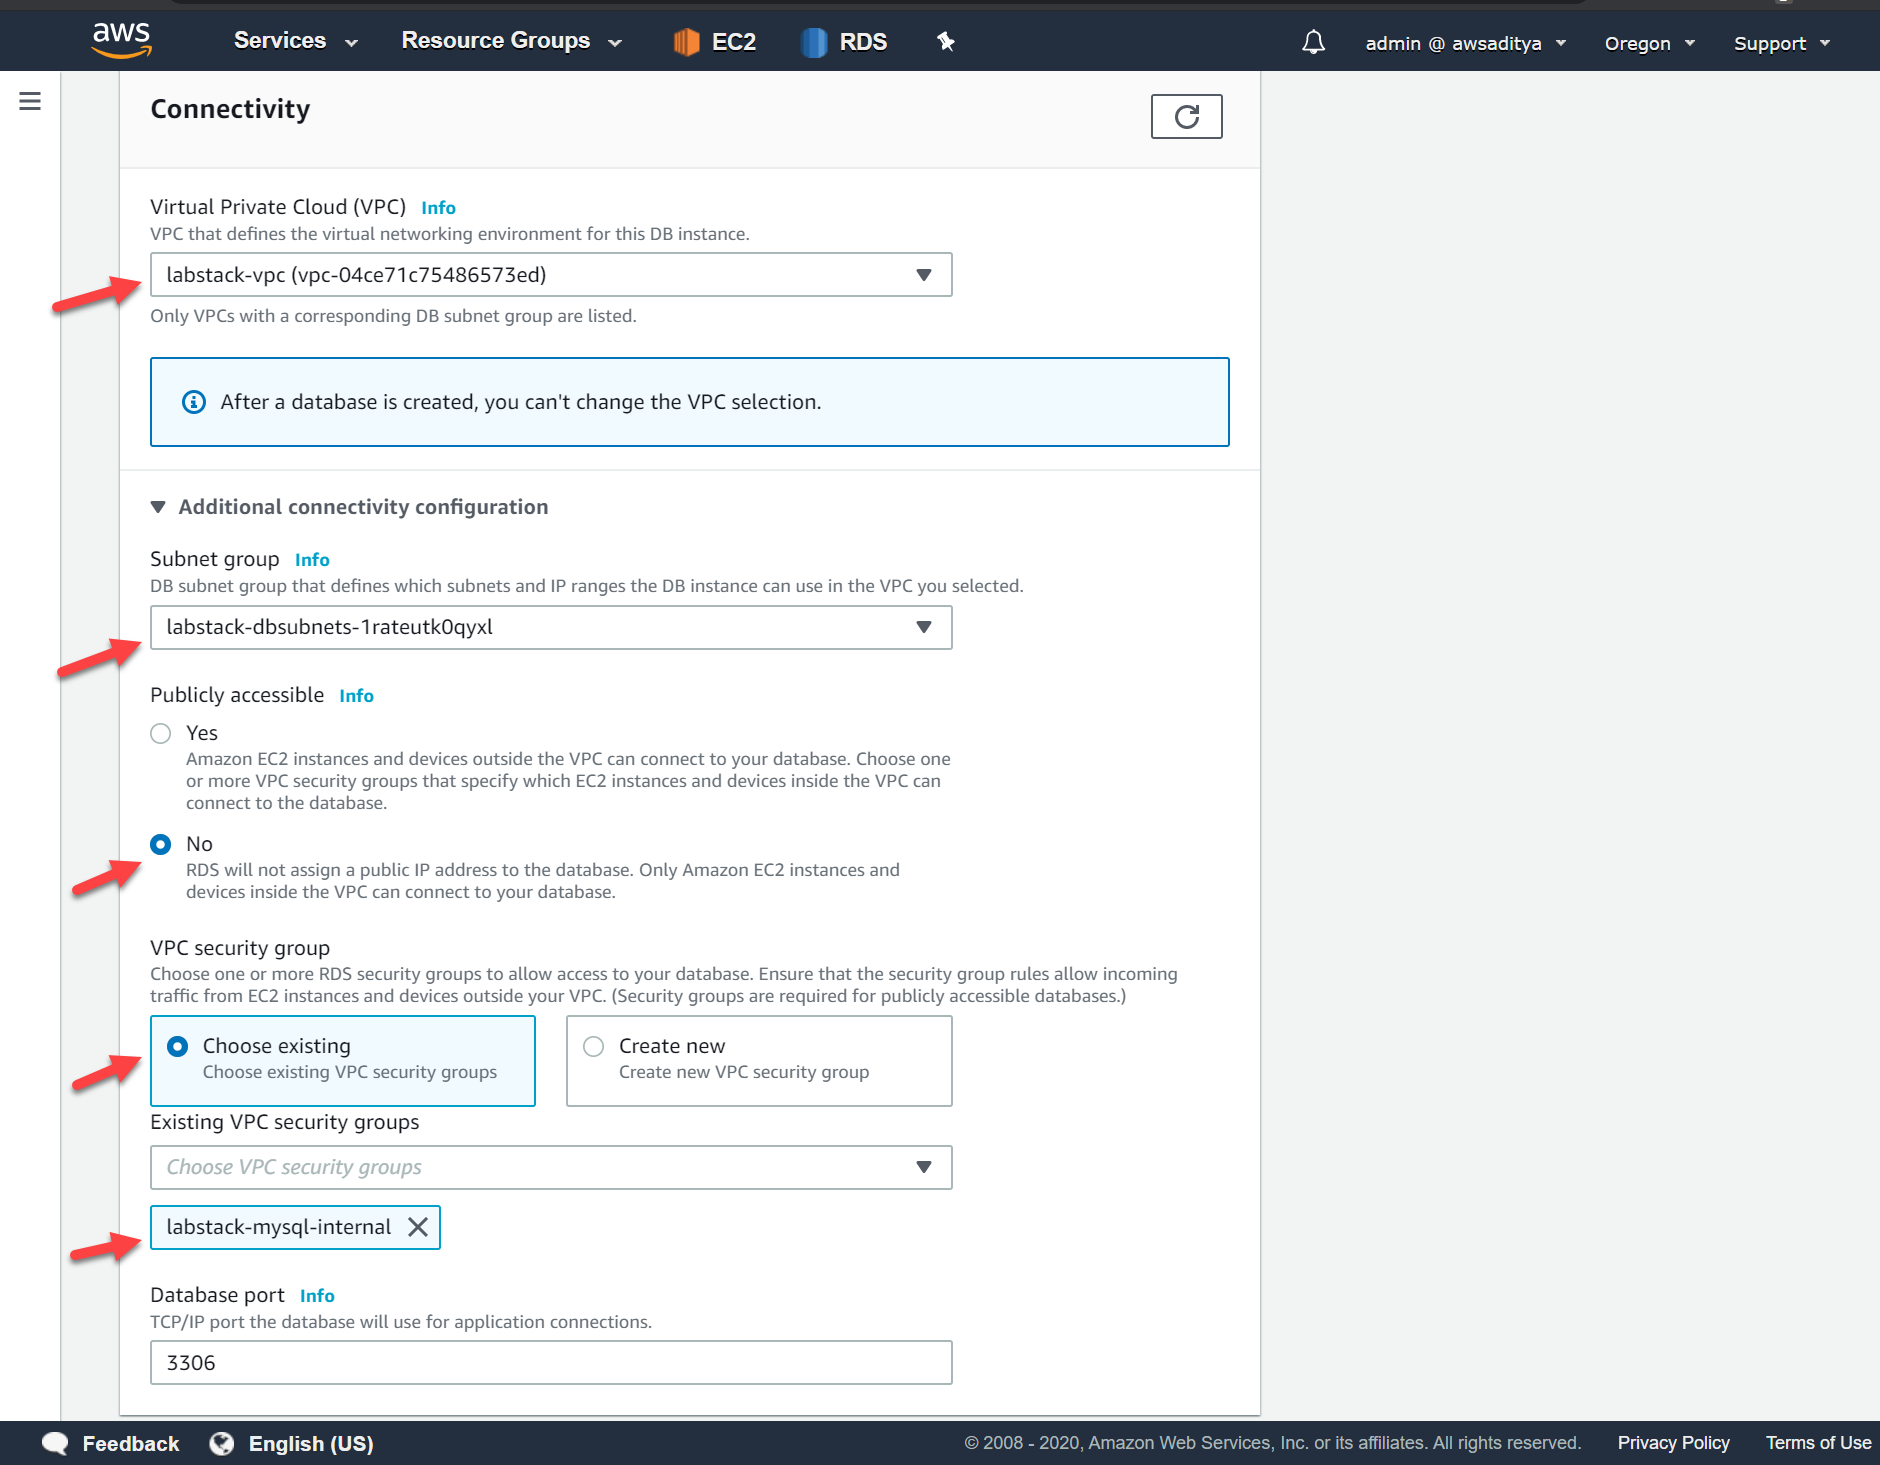 aws Services Resource Groups EC2 RDS admin @ awsaditya Oregon Support
Connectivity
Virtual Private Cloud (VPC) Info
VPC that defines the virtual networking environment for this DB instance.
labstack-vpc (vpc-04ce71c75486573ed)
Only VPCs with a corresponding DB subnet group are listed.
After a database is created, you can't change the VPC selection.
Additional connectivity configuration
Subnet group Info
DB subnet group that defines which subnets and IP ranges the DB instance can use in the VPC you selected.
labstack-dbsubnets-1rateutk0qyxl
Publicly accessible Info
Yes
Amazon EC2 instances and devices outside the VPC can connect to your database. Choose one
or more VPC security groups that specify which EC2 instances and devices inside the VPC can
connect to the database.
No
RDS will not assign a public IP address to the database. Only Amazon EC2 instances and
devices inside the VPC can connect to your database.
VPC security group
Choose one or more RDS security groups to allow access to your database. Ensure that the security group rules allow incoming
traffic from EC2 instances and devices outside your VPC. (Security groups are required for publicly accessible databases.)
Choose existing
Choose existing VPC security groups
Create new
Create new VPC security group
Existing VPC security groups
Choose VPC security groups
labstack-mysql-internal
Database port Info
TCP/IP port the database will use for application connections.
3306
Feedback English (US) © 2008 - 2020, Amazon Web Services, Inc. or its affiliates. All rights reserved. Privacy Policy Terms of Use